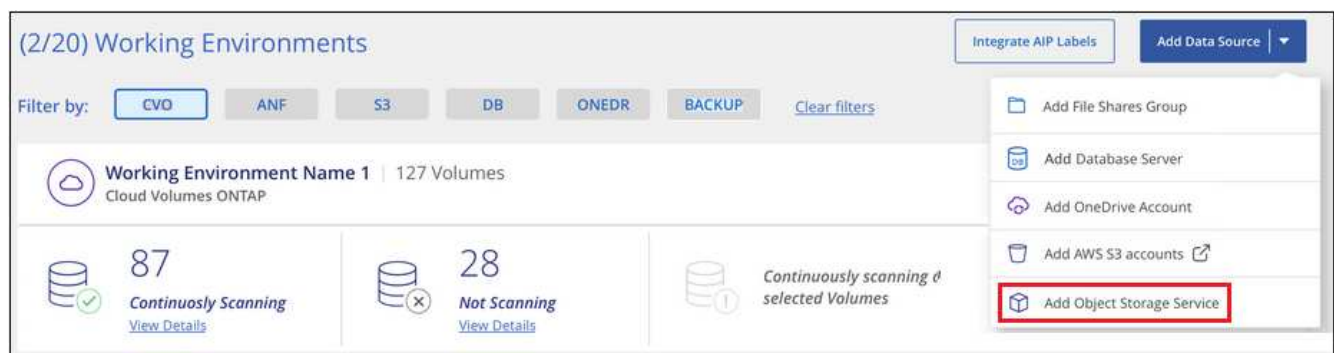 (2/20) Working Environments
Integrate AIP Labels
Add Data Source
Filter by:
CVO
ANF
S3
DB
ONEDR
BACKUP
Clear filters
Add File Shares Group
DB
Add Database Server
Working Environment Name 1 | 127 Volumes
Cloud Volumes ONTAP
Add OneDrive Account
Add AWS S3 accounts
87
Continuosly Scanning
View Details
28
Not Scanning
View Details
Continuously scanning
selected Volumes
Add Object Storage Service